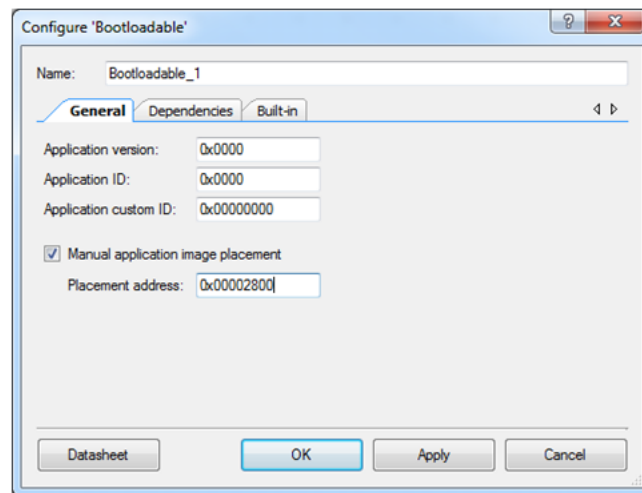 Configure 'Bootloadable'
Name: Bootloadable_1
General Dependencies Built-in
Application version: 0x0000
Application ID: 0x0000
Application custom ID: 0x00000000
Manual application image placement
Placement address: 0x00002800
Datasheet OK Apply Cancel